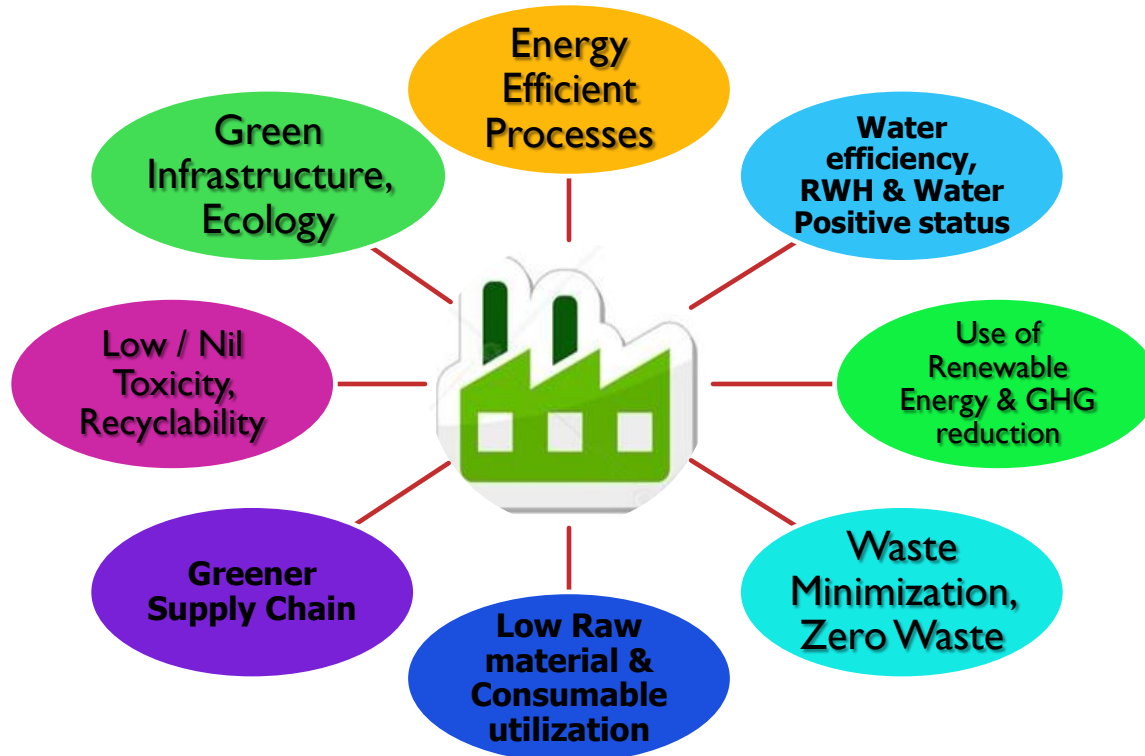 Energy
Efficient
Processes
Water
efficiency,
RWH & Water
Positive status
Use of
Renewable
Energy & GHG
reduction
Waste
Minimization,
Zero Waste
Low Raw
material &
Consumable
utilization
Greener
Supply Chain
Low / Nil
Toxicity,
Recyclability
Green
Infrastructure,
Ecology